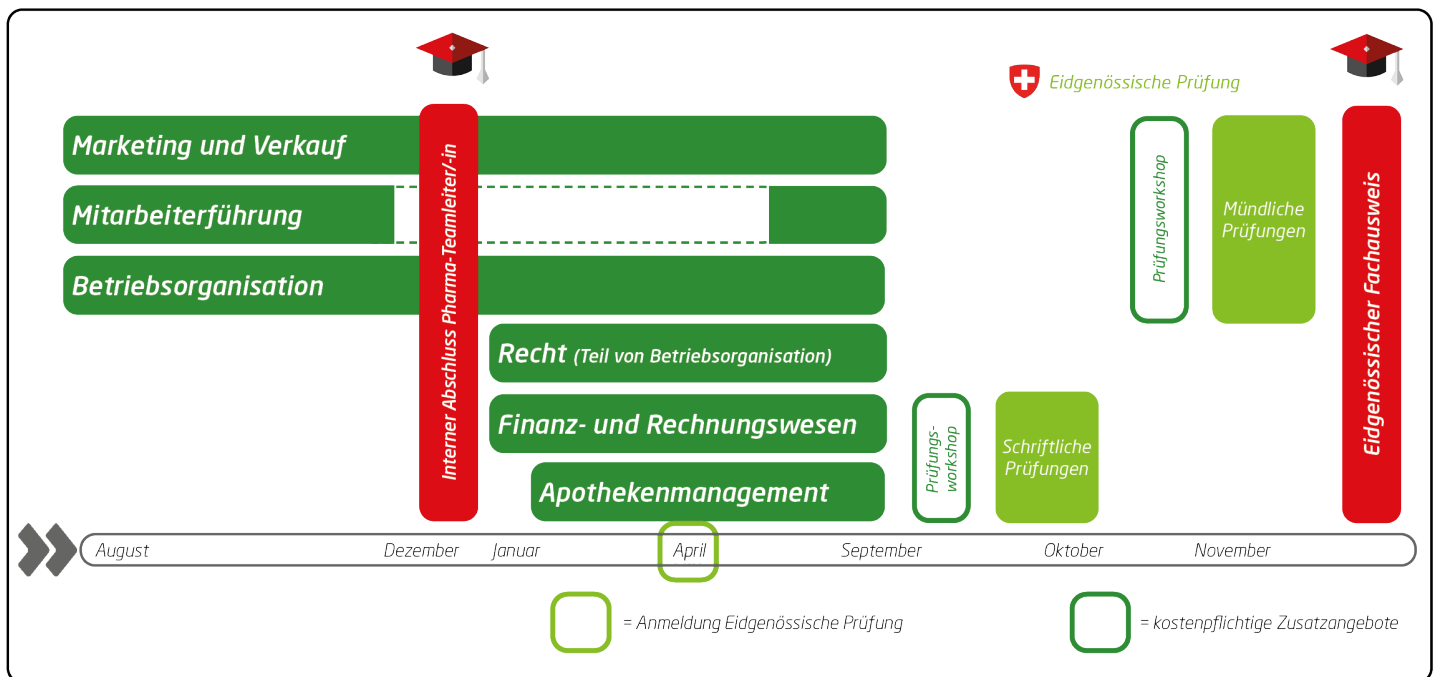 Eidgenössische Prüfung
Marketing und Verkauf
Mitarbeiterführung
Betriebsorganisation
Interner Abschluss Pharma-Teamleiter/-in
Recht (Teil von Betriebsorganisation)
Finanz- und Rechnungswesen
Apothekenmanagement
Prüfungs-
workshop
Schriftliche
Prüfungen
Prüfungsworkshop
Mündliche
Prüfungen
Eidgenössischer Fachausweis
August Dezember Januar April September Oktober November
= Anmeldung Eidgenössische Prüfung
= kostenpflichtige Zusatzangebote